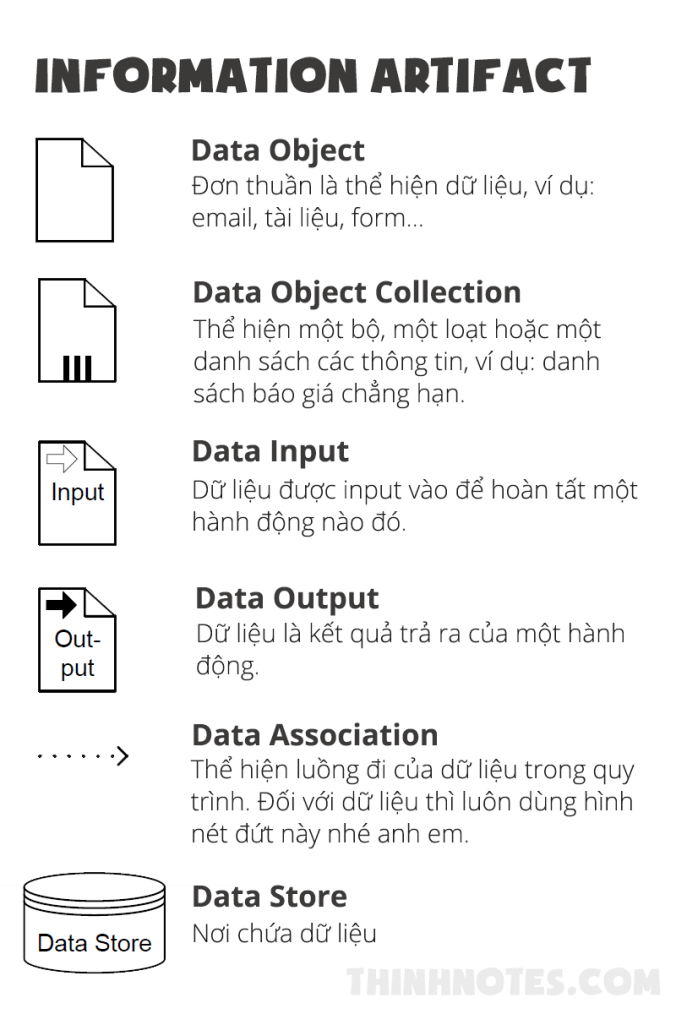 INFORMATION ARTIFACT
Data Object
Đơn thuần là thể hiện dữ liệu, ví dụ:
email, tài liệu, form...
Data Object Collection
Thể hiện một bộ, một loạt hoặc một
danh sách các thông tin, ví dụ: danh
sách báo giá chẳng hạn.
Input
Data Input
Dữ liệu được input vào để hoàn tất một
hành động nào đó.
Out-
put
Data Output
Dữ liệu là kết quả trả ra của một hành
động.
Data Association
Thể hiện luồng đi của dữ liệu trong quy
trình. Đối với dữ liệu thì luôn dùng hình
nét đứt này nhé anh em.
Data Store
Data Store
Nơi chứa dữ liệu
THINHNOTES.COM